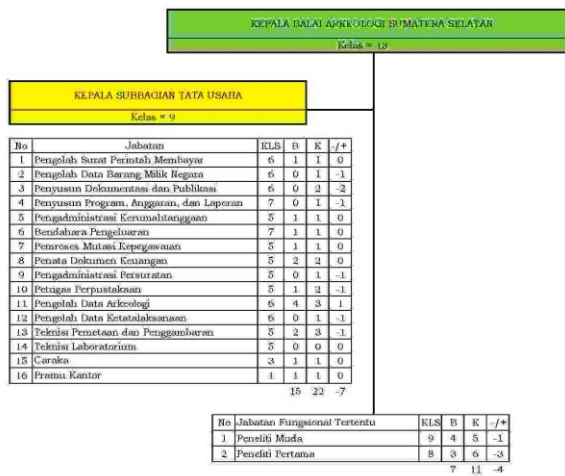 KEPALA BALAI ARKEOLOGI SUMATERA SELATAN
Kelas = 13
KEPALA SUBBAGIAN TATA USAHA
Kelas = 9
No Jabatan KLS B K -/+
1 Pengolah Surat Perintah Membayar 6 1 1 0
2 Pengolah Data Barang Milik Negara 6 0 1 -1
3 Penyusun Dokumentasi dan Publikasi 6 0 2 -2
4 Penyusun Program, Anggaran, dan Laporan 7 0 1 -1
5 Pengadministrasi Kerumahtanggaan 5 1 1 0
6 Bendahara Pengeluaran 7 1 1 0
7 Pemroses Mutasi Kepegawaian 5 1 1 0
8 Penata Dokumen Keuangan 5 2 2 0
9 Pengadministrasi Persuratan 5 0 1 -1
10 Petugas Perpustakaan 5 1 2 -1
11 Pengolah Data Arkeologi 6 4 3 1
12 Pengolah Data Ketatalaksanaan 6 0 1 -1
13 Teknisi Pemetaan dan Penggambaran 5 2 3 -1
14 Teknisi Laboratorium 5 0 0 0
15 Caraka 3 1 1 0
16 Pramu Kantor 1 1 1 0
15 22 -7
No Jabatan Fungsional Tertentu KLS B K -/+
1 Peneliti Muda 9 4 5 -1
2 Peneliti Pertama 8 3 6 -3
7 11 -4